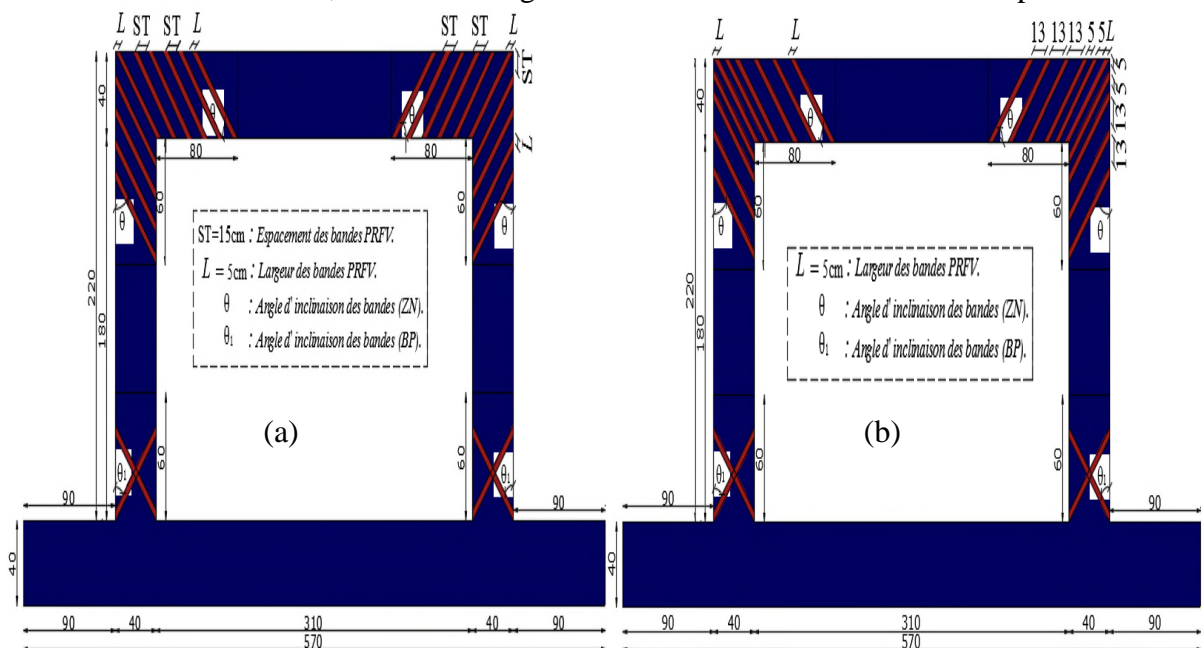 L ST ST L ST ST L
ST
L
40
θ θ
80 80
60 60
θ θ
ST=15cm : Espacement des bandes PRFV.
L = 5cm : Largeur des bandes PRFV.
θ : Angle d'inclinaison des bandes (ZN).
θ1 : Angle d'inclinaison des bandes (BP).
220
180
(a)
60 60
θ1 θ1
90 90
40
90 40 310 40 90
570
L L 13 13 13 5 5 L
5
5
13
13
40
θ θ
80 80
60 60
θ θ
L = 5cm : Largeur des bandes PRFV.
θ : Angle d'inclinaison des bandes (ZN).
θ1 : Angle d'inclinaison des bandes (BP).
220
180
(b)
60 60
θ1 θ1
90 90
40
90 40 310 40 90
570